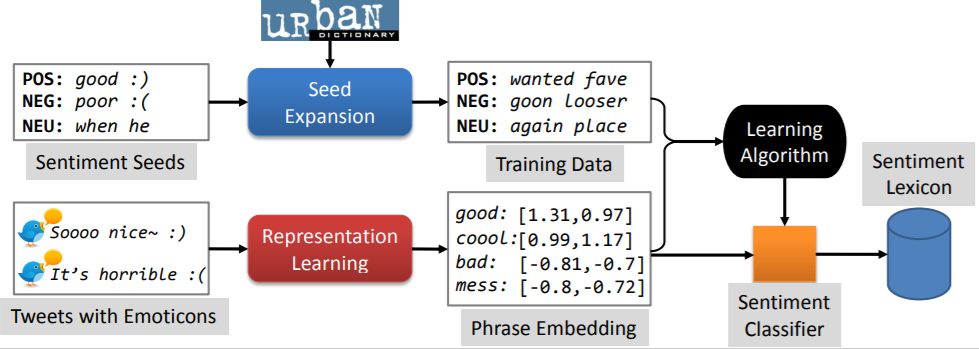 URBAN
DICTIONARY
POS: good :)
NEG: poor :(
NEU: when he
Sentiment Seeds
Seed
Expansion
POS: wanted fave
NEG: goon looser
NEU: again place
Training Data
Learning
Algorithm
Sentiment
Lexicon
Soooo nice~ :)
It's horrible :(
Tweets with Emoticons
Representation
Learning
good: [1.31,0.97]
coool:[0.99,1.17]
bad: [-0.81,-0.7]
mess: [-0.8,-0.72]
Phrase Embedding
Sentiment
Classifier